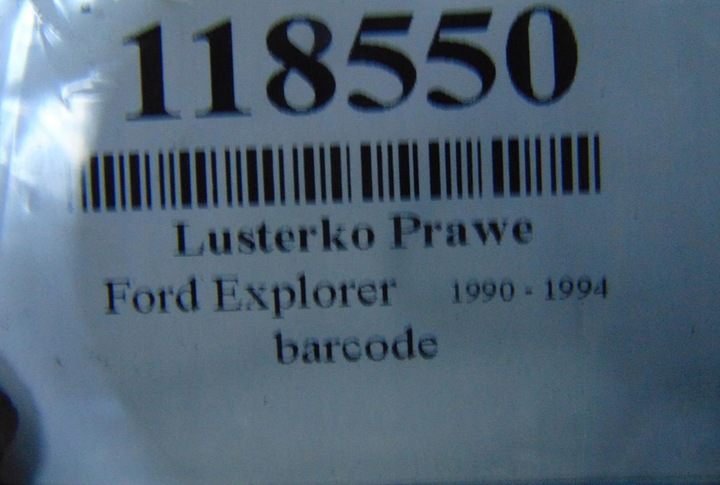 118550
Lusterko Prawe
Ford Explorer 1990 - 1994
barcode